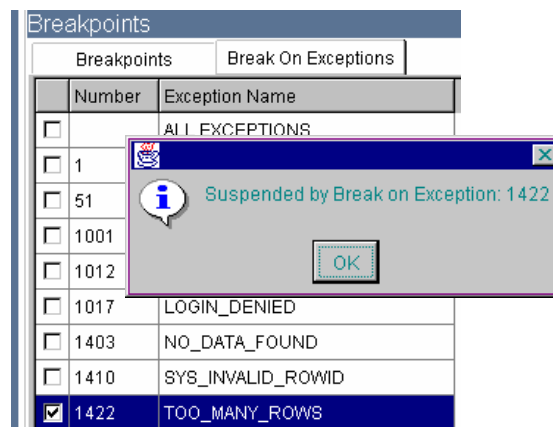 Breakpoints
Breakpoints Break On Exceptions
Number Exception Name
ALL EXCEPTIONS
1
Suspended by Break on Exception: 1422
51
1001
OK
1012
1017 LOGIN_DENIED
1403 NO_DATA_FOUND
1410 SYS_INVALID_ROWID
1422 TOO_MANY_ROWS